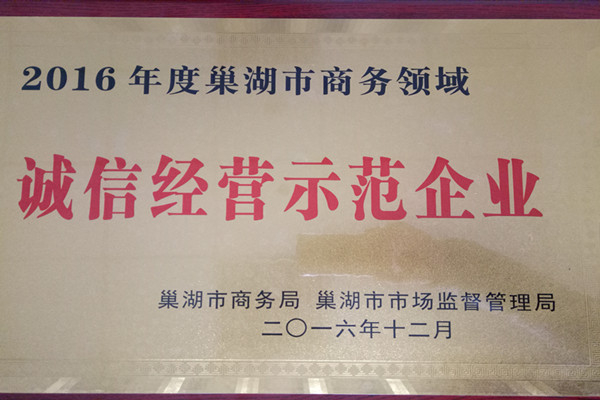 2016年度巢湖市商务领域
诚信经营示范企业
巢湖市商务局 巢湖市市场监督管理局
二〇一六年十二月